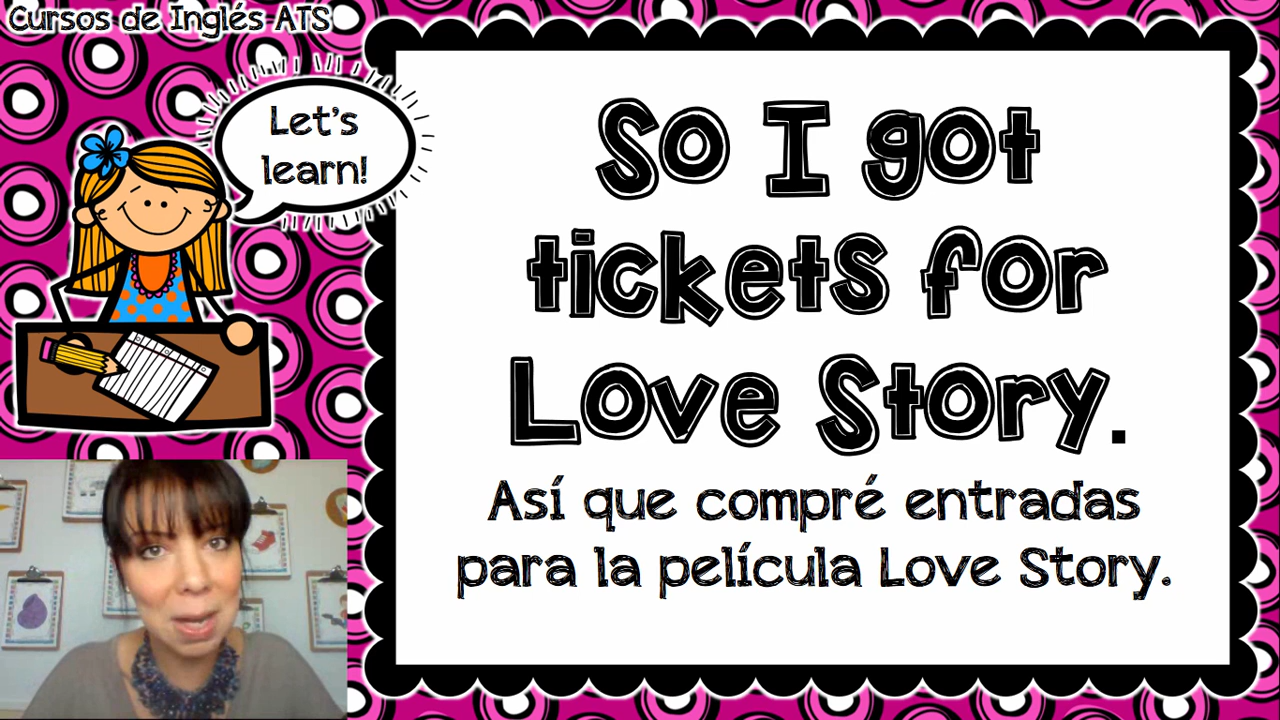 Cursos de Inglés ATS
Let's
learn!
So I got
tickets for
Love Story.
Así que compré entradas
para la película Love Story.